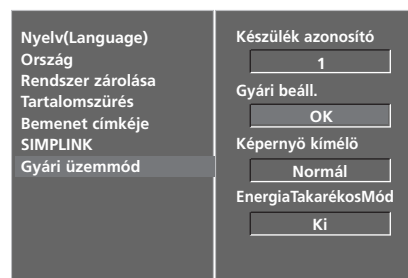 Nyelv(Language)
Ország
Rendszer zárolása
Tartalomszürés
Bemenet címkéje
SIMPLINK
Gyári üzemmód
Készülék azonosító
1
Gyári beáll.
OK
Képernyö kímélö
Normál
EnergiaTakarékosMód
Ki